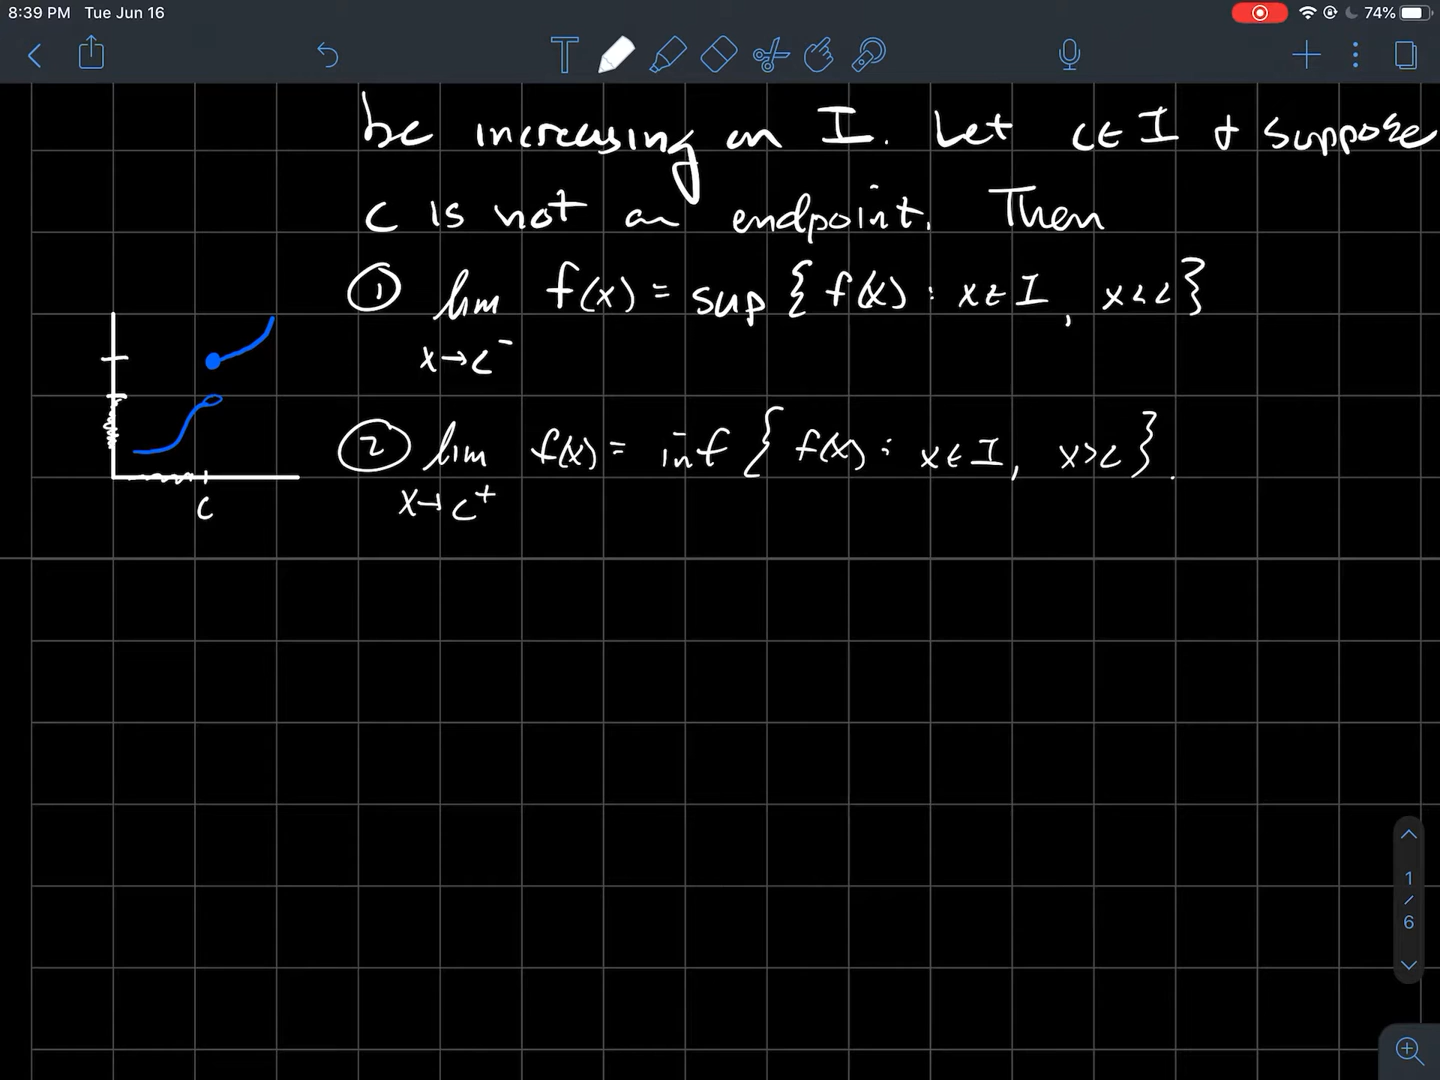 8:39 PM Tue Jun 16 74%
be increasing on I. Let c∈I + suppose
c is not an endpoint. Then
① lim f(x) = sup { f(x) : x∈I, x<c }
x→c⁻
② lim f(x) = inf { f(x) : x∈I, x>c }.
x→c⁺
c
T
1
/
6